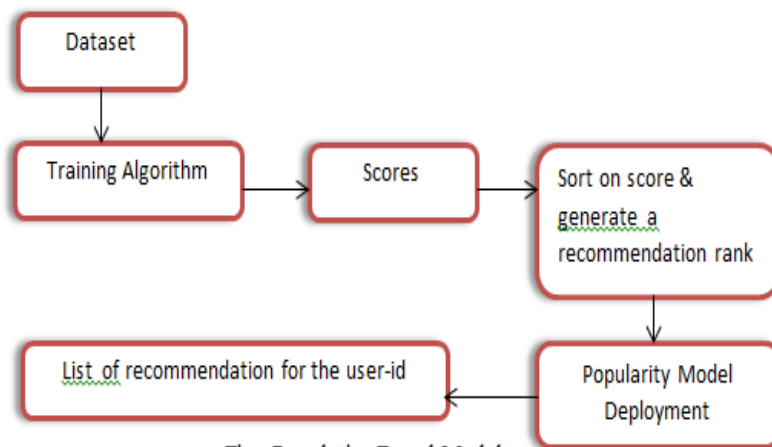 Dataset
Training Algorithm
Scores
Sort on score &
generate a
recommendation rank
List of recommendation for the user-id
Popularity Model
Deployment